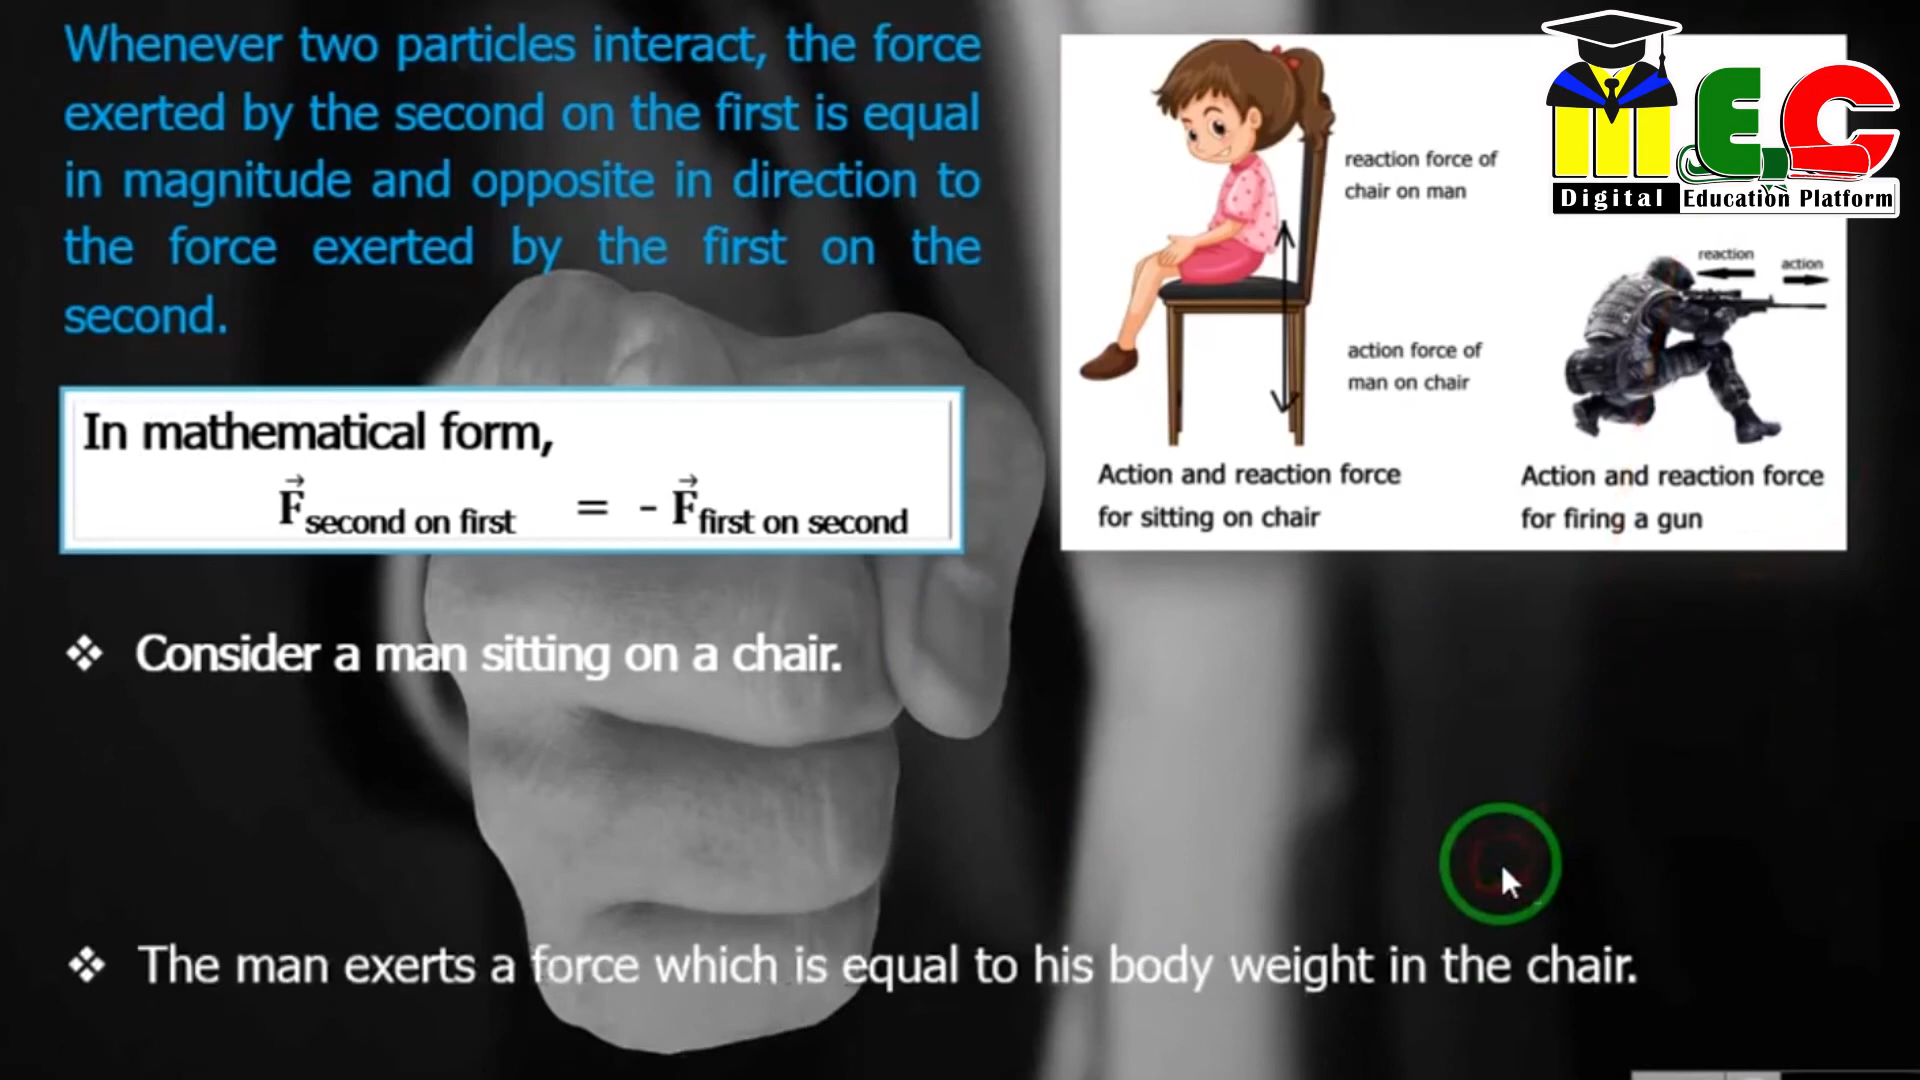 Whenever two particles interact, the force
exerted by the second on the first is equal
in magnitude and opposite in direction to
the force exerted by the first on the
second.
In mathematical form,
F⃗ second on first = - F⃗ first on second
❖ Consider a man sitting on a chair.
❖ The man exerts a force which is equal to his body weight in the chair.
reaction force of
chair on man
action force of
man on chair
Action and reaction force
for sitting on chair
reaction
action
Action and reaction force
for firing a gun
MEC
Digital Education Platform